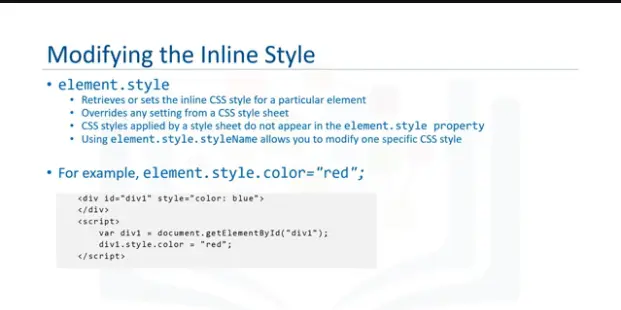 Modifying the Inline Style
• element.style
• Retrieves or sets the inline CSS style for a particular element
• Overrides any setting from a CSS style sheet
• CSS styles applied by a style sheet do not appear in the element.style property
• Using element.style.styleName allows you to modify one specific CSS style
• For example, element.style.color="red";
<div id="div1" style="color: blue">
</div>
<script>
var div1 = document.getElementById("div1");
div1.style.color = "red";
</script>